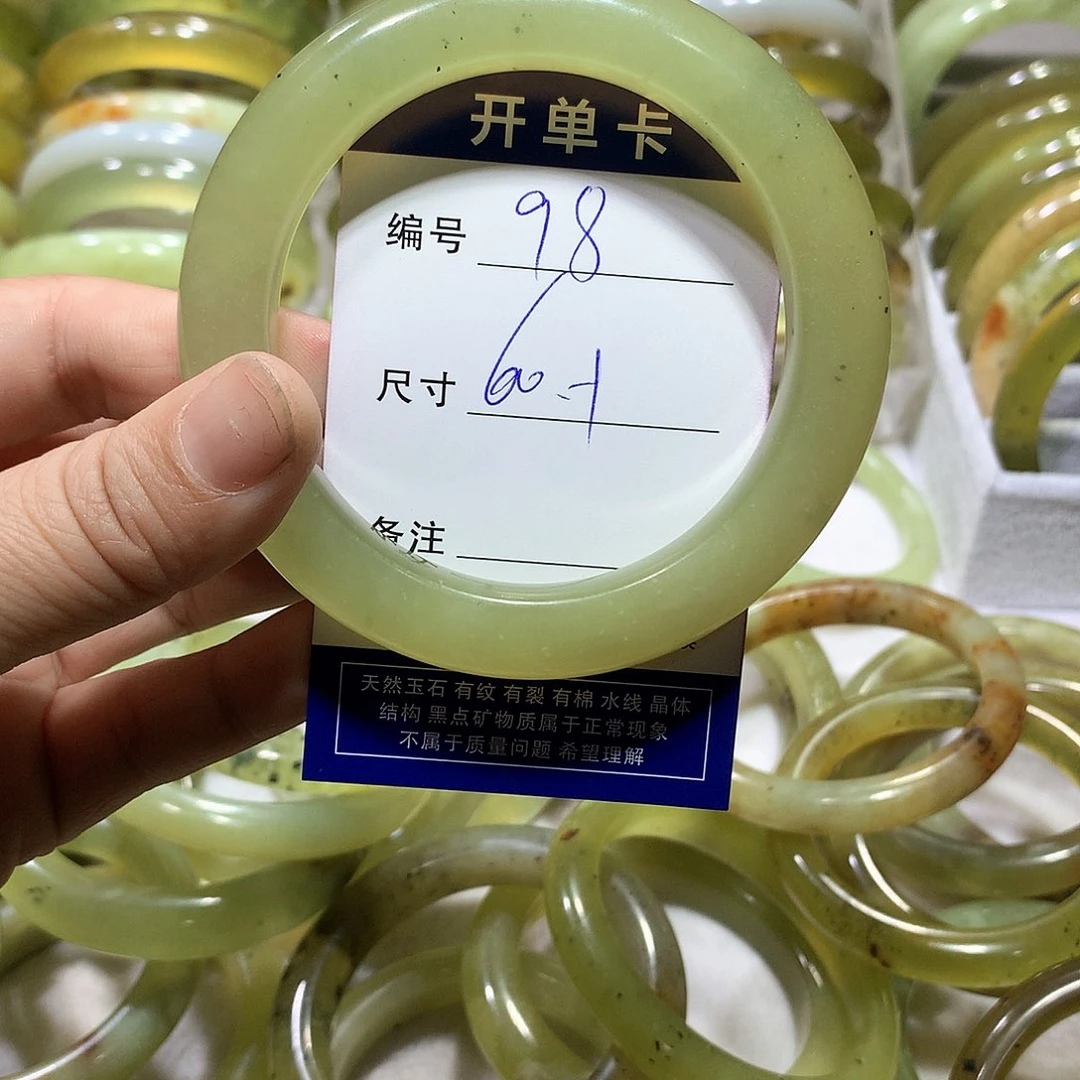 开单卡
编号 98
尺寸 60.-1
备注
天然玉石 有纹 有裂 有棉 水线 晶体
结构 黑点矿物质属于正常现象
不属于质量问题 希望理解